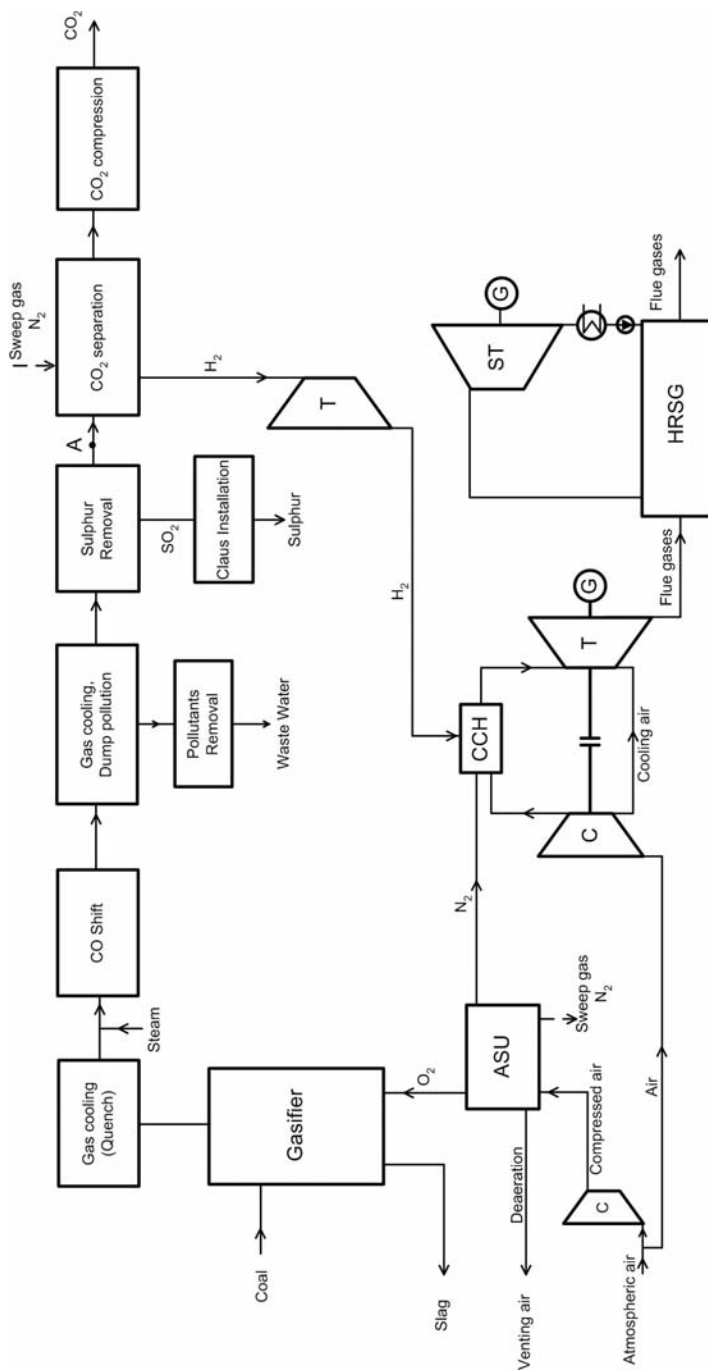 CO₂
CO₂ compression
Sweep gas
N₂
CO₂ separation
A
H₂
Sulphur
Removal
SO₂
Claus Installation
Sulphur
Gas cooling,
Dump pollution
Pollutants
Removal
Waste Water
CO Shift
Steam
Gas cooling
(Quench)
Gasifier
Coal
Slag
O₂
ASU
Deaeration
Venting air
Sweep gas
N₂
Compressed air
C
Atmospheric air
Air
N₂
CCH
H₂
T
C
Cooling air
T
G
Flue gases
HRSG
Flue gases
ST
G